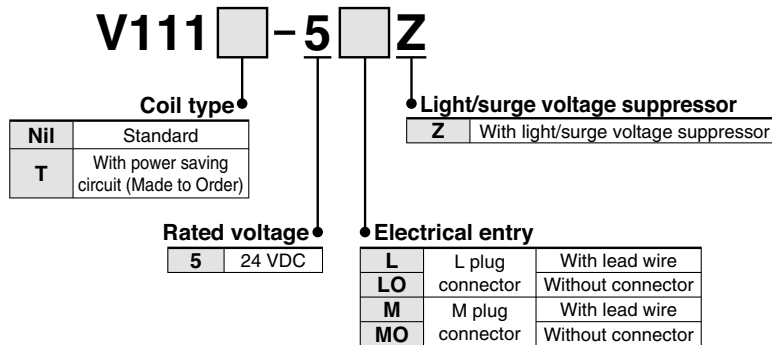 V111 - 5 Z
Coil type
Nil Standard
T With power saving
circuit (Made to Order)
Light/surge voltage suppressor
Z With light/surge voltage suppressor
Rated voltage
5 24 VDC
Electrical entry
L L plug connector With lead wire
LO Without connector
M M plug connector With lead wire
MO Without connector